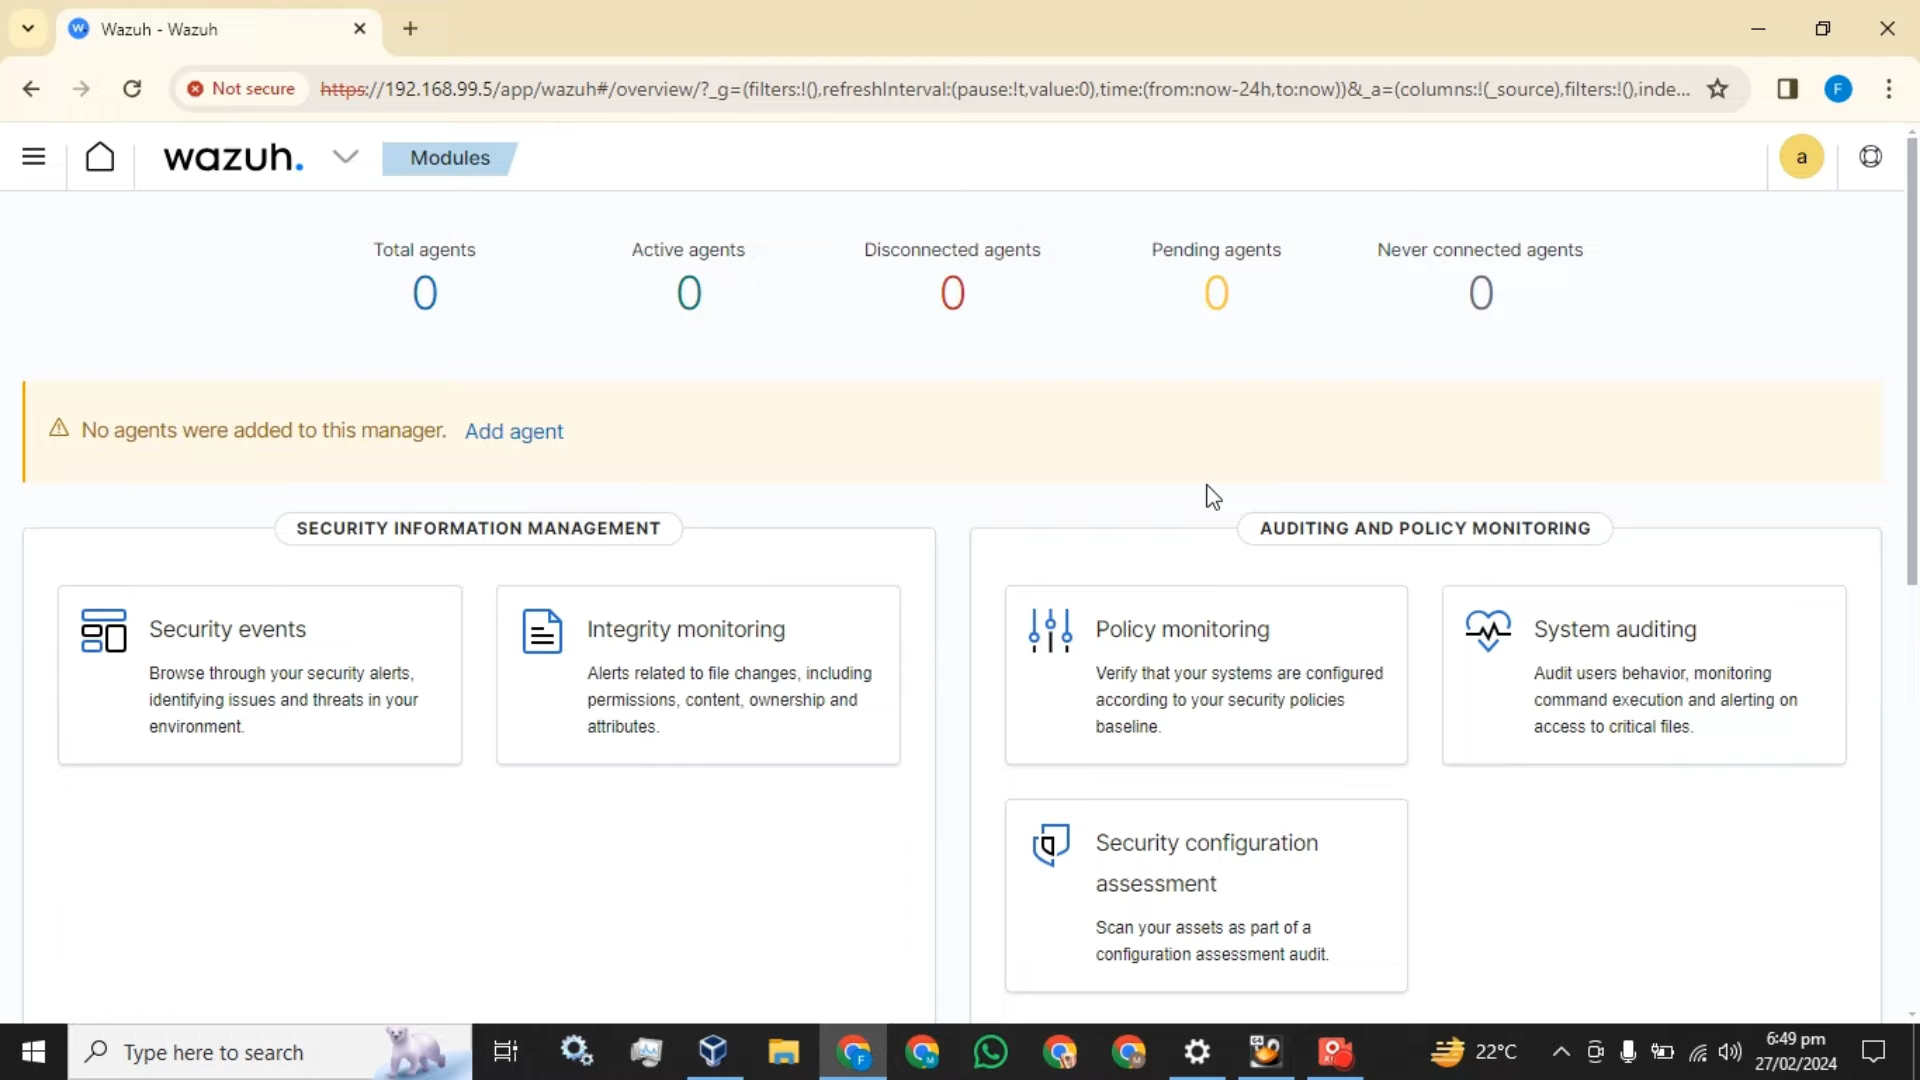 Wazuh - Wazuh
Not secure https://192.168.99.5/app/wazuh#/overview/?_g=(filters:!(),refreshInterval:(pause:!t,value:0),time:(from:now-24h,to:now))&_a=(columns:!(_source),filters:!(),inde... F
wazuh. Modules a
Total agents Active agents Disconnected agents Pending agents Never connected agents
0 0 0 0 0
No agents were added to this manager. Add agent
SECURITY INFORMATION MANAGEMENT
Security events
Browse through your security alerts,
identifying issues and threats in your
environment.
Integrity monitoring
Alerts related to file changes, including
permissions, content, ownership and
attributes.
AUDITING AND POLICY MONITORING
Policy monitoring
Verify that your systems are configured
according to your security policies
baseline.
System auditing
Audit users behavior, monitoring
command execution and alerting on
access to critical files.
Security configuration
assessment
Scan your assets as part of a
configuration assessment audit.
Type here to search
22°C
6:49 pm
27/02/2024